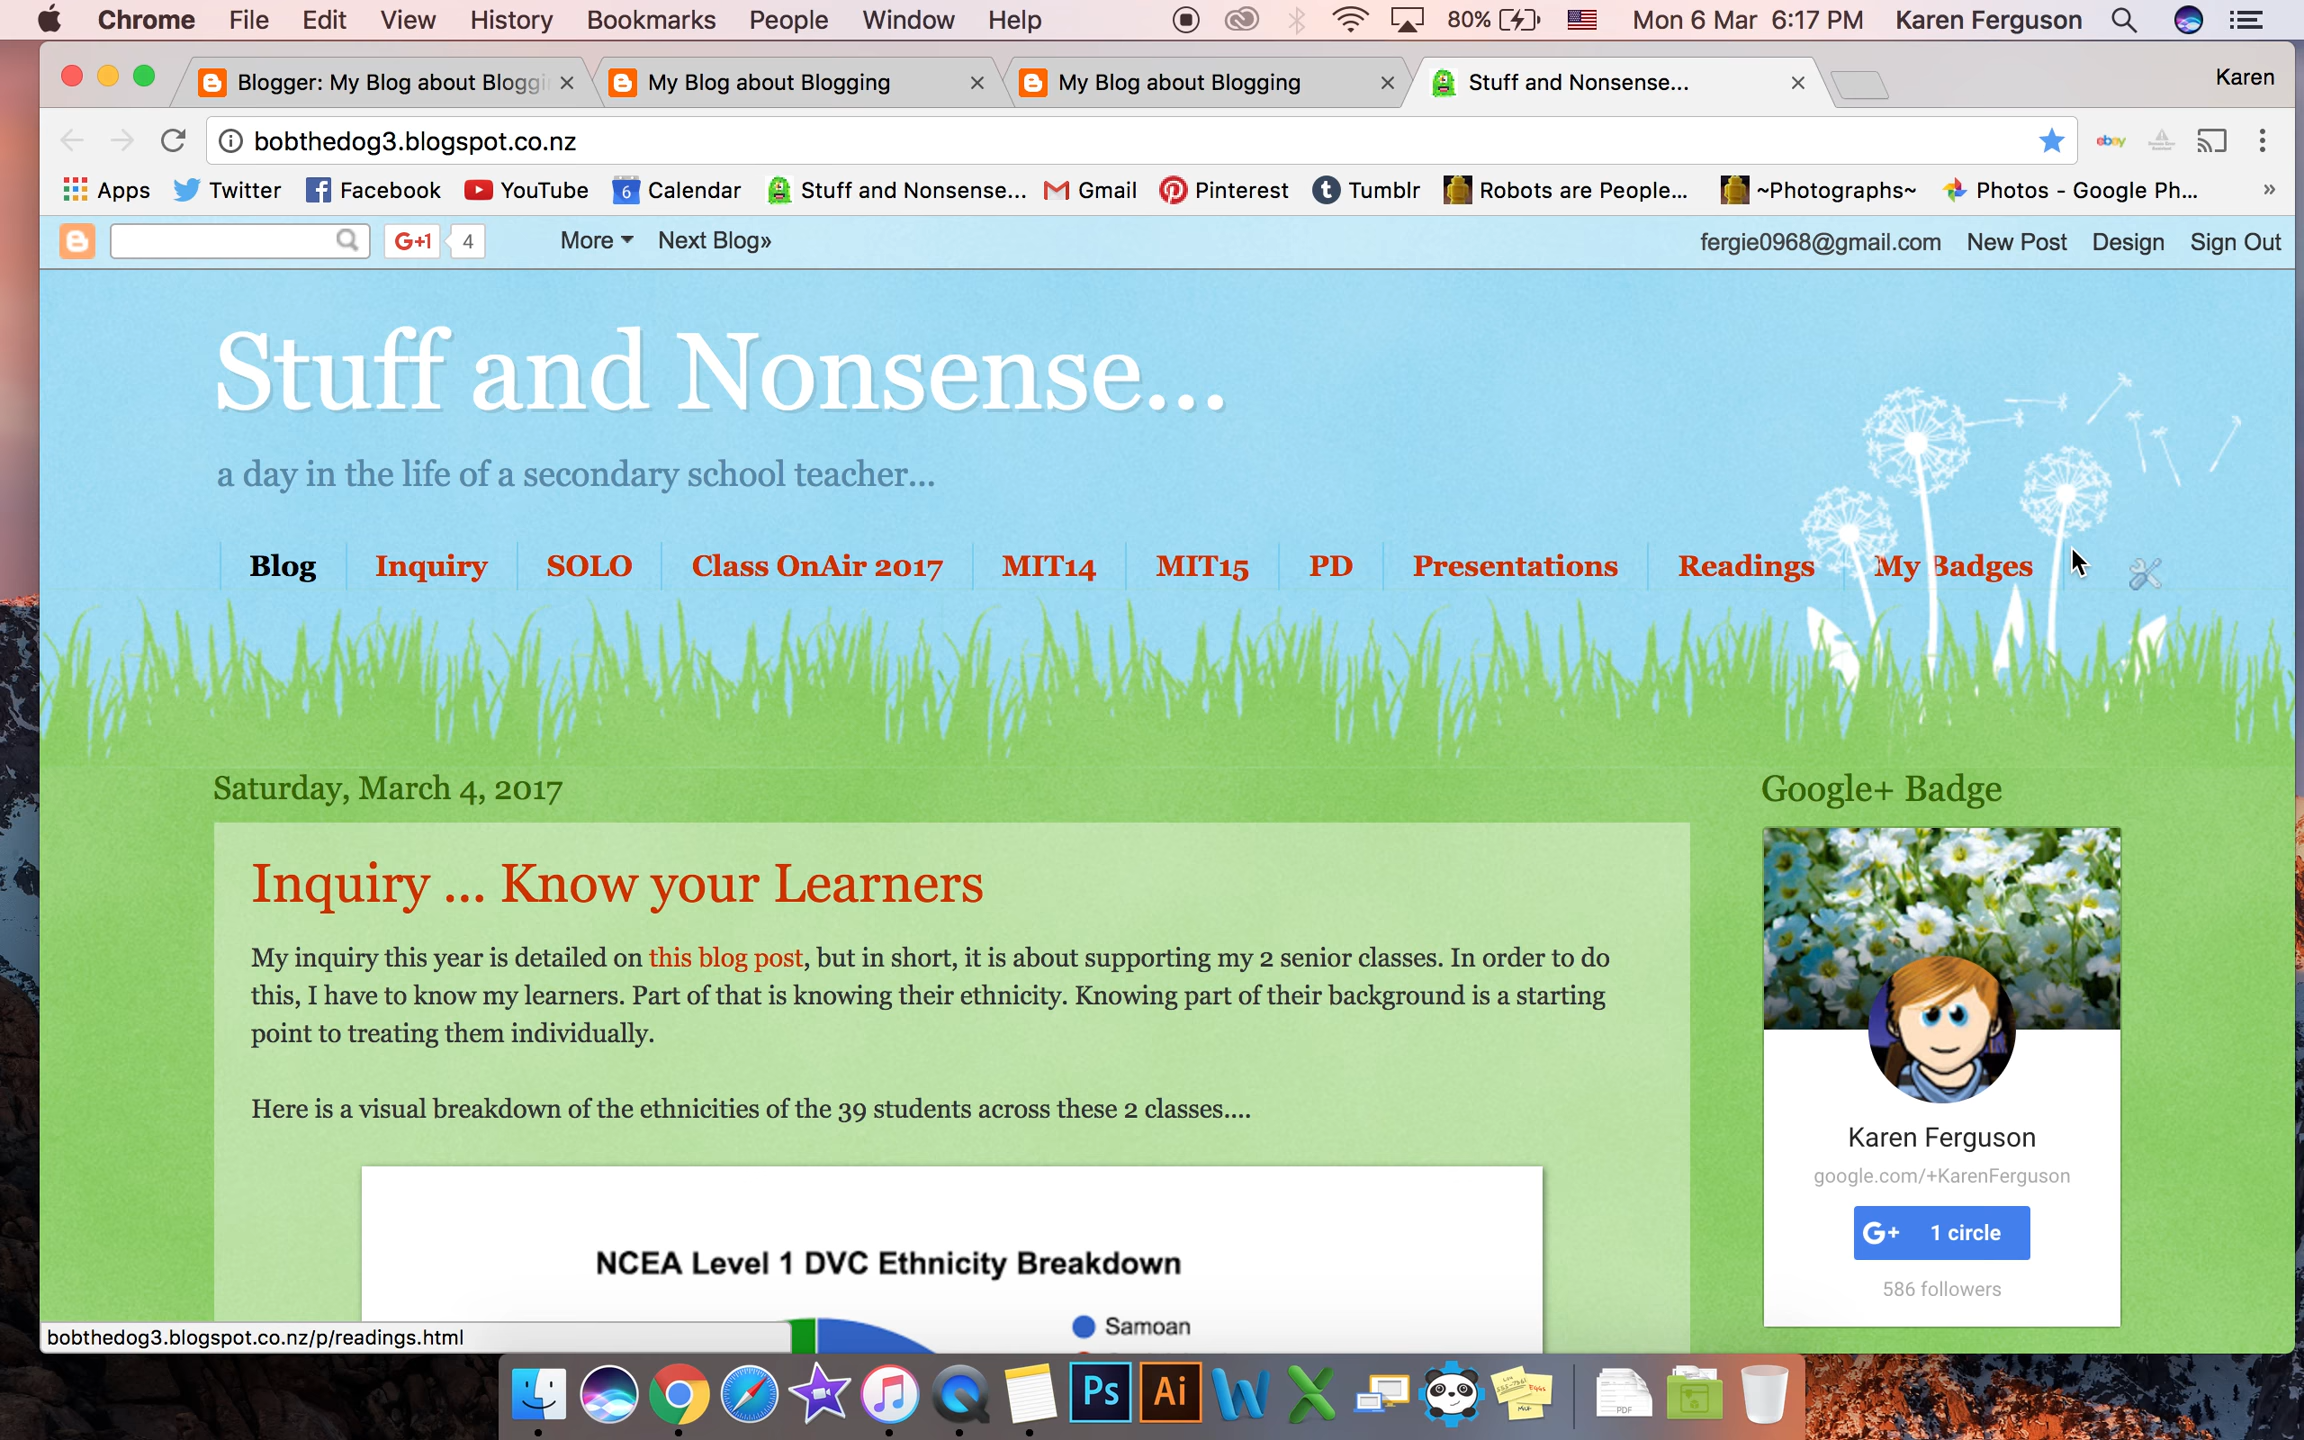 Chrome File Edit View History Bookmarks People Window Help 80% Mon 6 Mar 6:17 PM Karen Ferguson
Blogger: My Blog about Bloggi My Blog about Blogging My Blog about Blogging Stuff and Nonsense... Karen
bobthedog3.blogspot.co.nz ebay
Apps Twitter Facebook YouTube 6 Calendar Stuff and Nonsense... Gmail Pinterest Tumblr Robots are People... ~Photographs~ Photos - Google Ph... »
G+1 4 More Next Blog» fergie0968@gmail.com New Post Design Sign Out
Stuff and Nonsense...
a day in the life of a secondary school teacher...
Blog Inquiry SOLO Class OnAir 2017 MIT14 MIT15 PD Presentations Readings My Badges
Saturday, March 4, 2017
Inquiry ... Know your Learners
My inquiry this year is detailed on this blog post, but in short, it is about supporting my 2 senior classes. In order to do
this, I have to know my learners. Part of that is knowing their ethnicity. Knowing part of their background is a starting
point to treating them individually.
Here is a visual breakdown of the ethnicities of the 39 students across these 2 classes....
NCEA Level 1 DVC Ethnicity Breakdown
Samoan
Google+ Badge
Karen Ferguson
google.com/+KarenFerguson
G+ 1 circle
586 followers
bobthedog3.blogspot.co.nz/p/readings.html
Ps Ai W X PDF